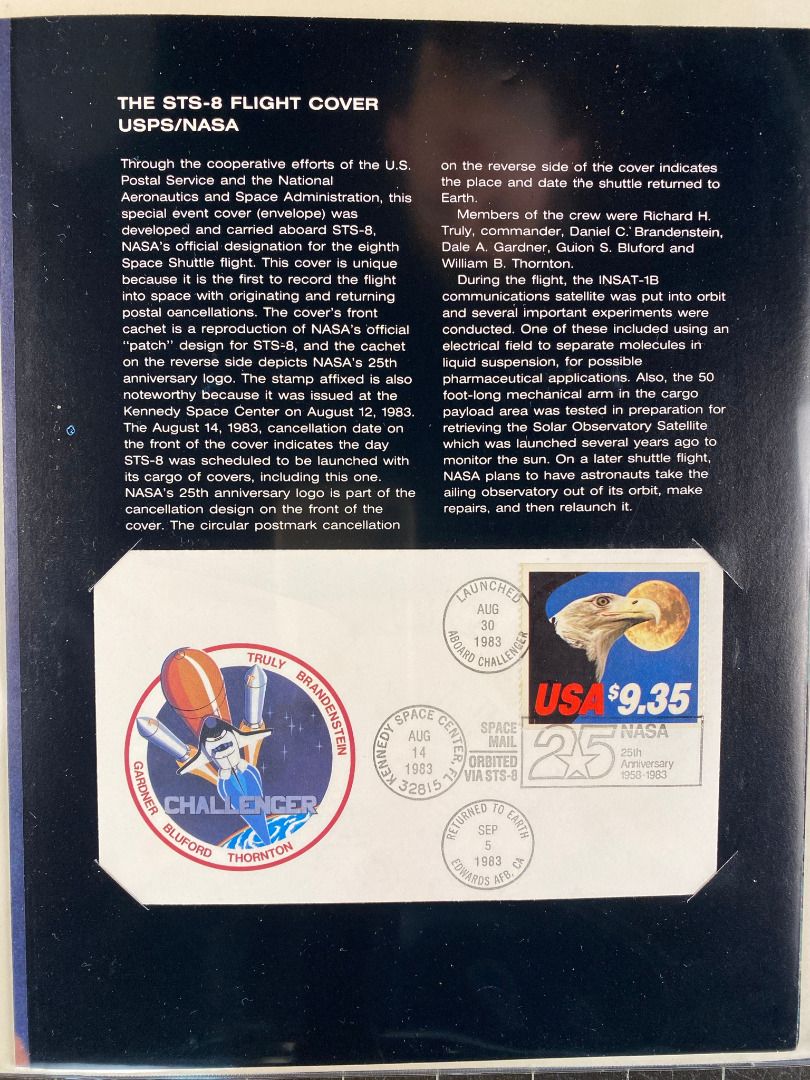 THE STS-8 FLIGHT COVER
USPS/NASA
Through the cooperative efforts of the U.S.
Postal Service and the National
Aeronautics and Space Administration, this
special event cover (envelope) was
developed and carried aboard STS-8,
NASA's official designation for the eighth
Space Shuttle flight. This cover is unique
because it is the first to record the flight
into space with originating and returning
postal cancellations. The cover's front
cachet is a reproduction of NASA's official
"patch" design for STS-8, and the cachet
on the reverse side depicts NASA's 25th
anniversary logo. The stamp affixed is also
noteworthy because it was issued at the
Kennedy Space Center on August 12, 1983.
The August 14, 1983, cancellation date on
the front of the cover indicates the day
STS-8 was scheduled to be launched with
its cargo of covers, including this one.
NASA's 25th anniversary logo is part of the
cancellation design on the front of the
cover. The circular postmark cancellation
on the reverse side of the cover indicates
the place and date the shuttle returned to
Earth.
Members of the crew were Richard H.
Truly, commander, Daniel C. Brandenstein,
Dale A. Gardner, Guion S. Bluford and
William B. Thornton.
During the flight, the INSAT-1B
communications satellite was put into orbit
and several important experiments were
conducted. One of these included using an
electrical field to separate molecules in
liquid suspension, for possible
pharmaceutical applications. Also, the 50
foot-long mechanical arm in the cargo
payload area was tested in preparation for
retrieving the Solar Observatory Satellite
which was launched several years ago to
monitor the sun. On a later shuttle flight,
NASA plans to have astronauts take the
ailing observatory out of its orbit, make
repairs, and then relaunch it.
TRULY BRANDENSTEIN
GARDNER BLUFORD THORNTON
CHALLENGER
LAUNCHED
AUG
30
1983
ABOARD CHALLENGER
USA $9.35
KENNEDY SPACE CENTER, FL
AUG
14
1983
32815
SPACE
MAIL
ORBITED
VIA STS-8
25
NASA
25th
Anniversary
1958-1983
RETURNED TO EARTH
SEP
5
1983
EDWARDS AFB, CA